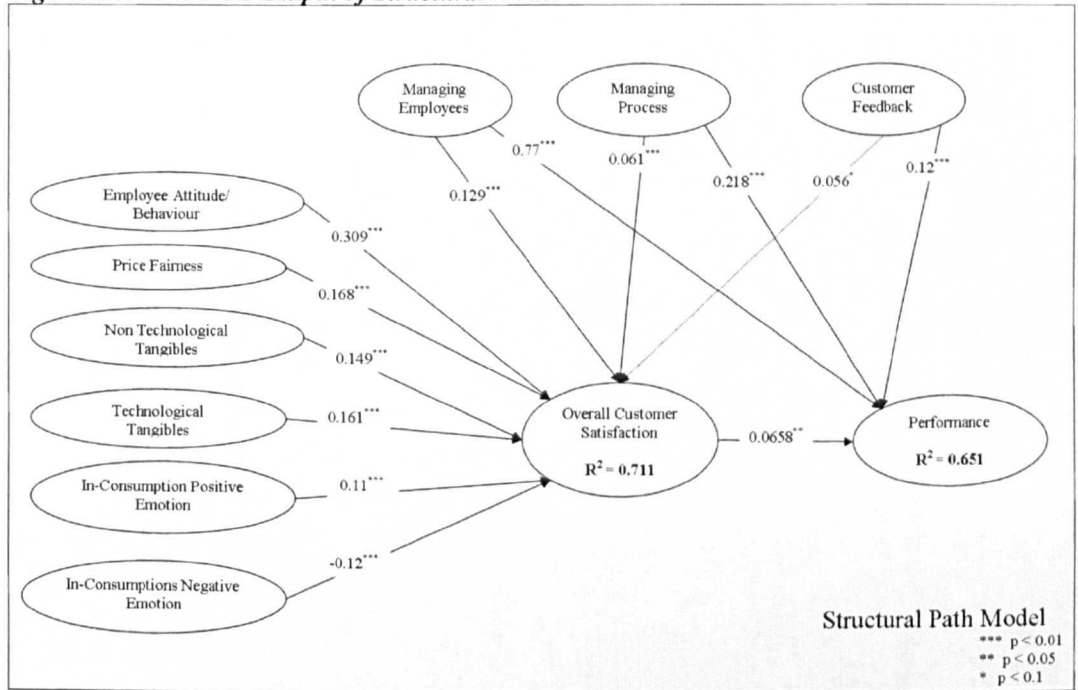 Managing
Employees
Managing
Process
Customer
Feedback
0.77***
0.061***
0.12***
0.129***
0.218***
0.056*
Employee Attitude/
Behaviour
0.309***
Price Fairness
0.168***
Non Technological
Tangibles
0.149***
Technological
Tangibles
0.161***
In-Consumption Positive
Emotion
0.11***
In-Consumptions Negative
Emotion
-0.12***
Overall Customer
Satisfaction
R² = 0.711
0.0658**
Performance
R² = 0.651
Structural Path Model
*** p < 0.01
** p < 0.05
* p < 0.1